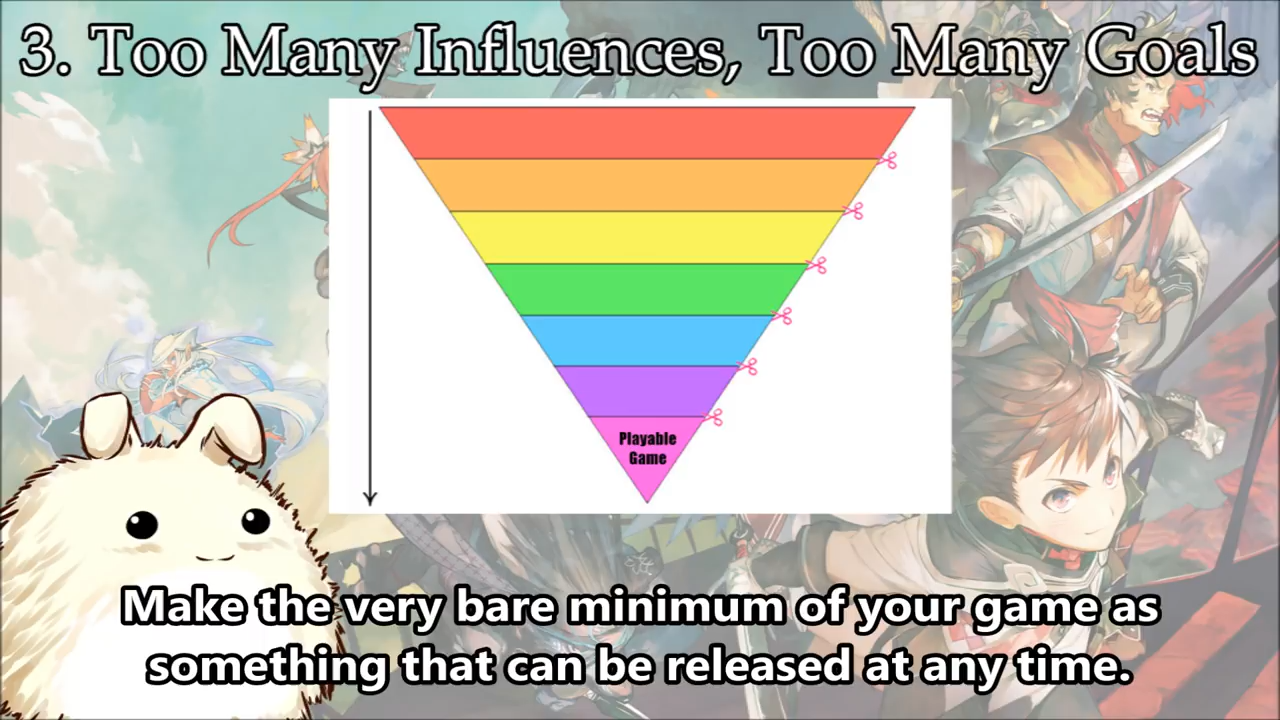 3. Too Many Influences, Too Many Goals
Playable
Game
Make the very bare minimum of your game as
something that can be released at any time.